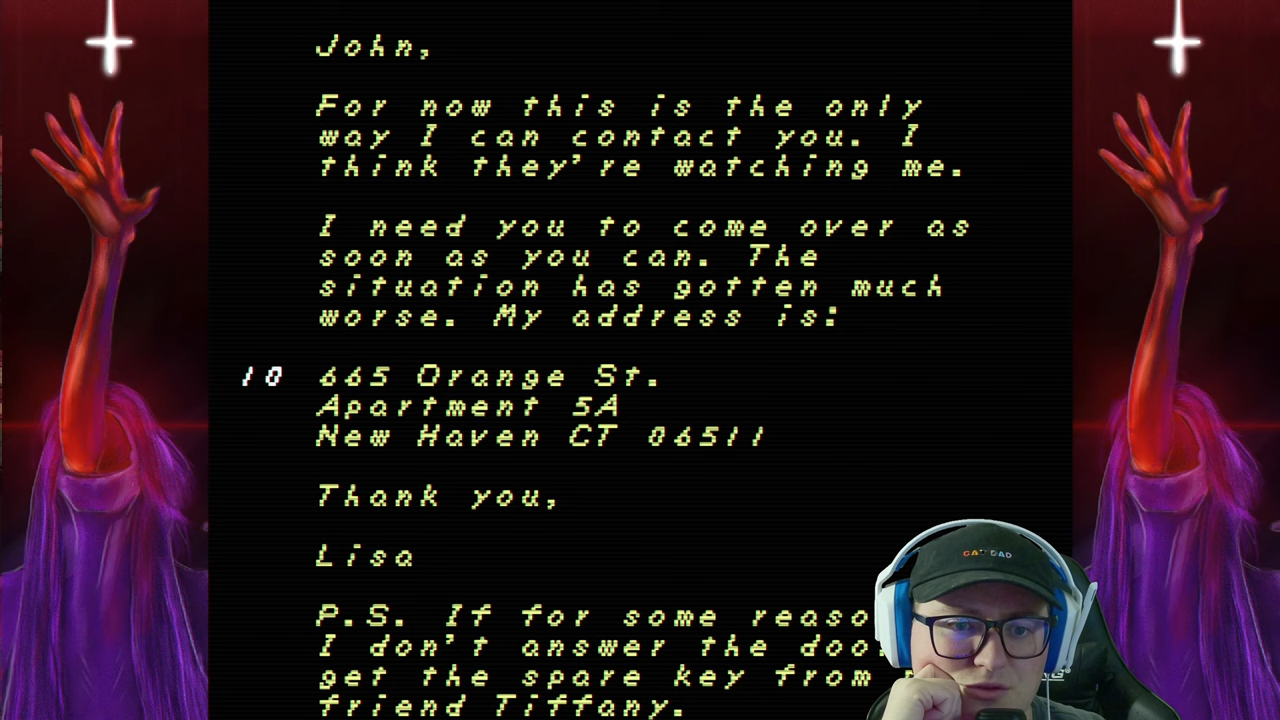 John,
For now this is the only
way I can contact you. I
think they're watching me.
I need you to come over as
soon as you can. The
situation has gotten much
worse. My address is:
10 665 Orange St.
Apartment 5A
New Haven CT 06511
Thank you,
Lisa
P.S. If for some
I don't answer the
get the spare key from
friend Tiffany.
DAD